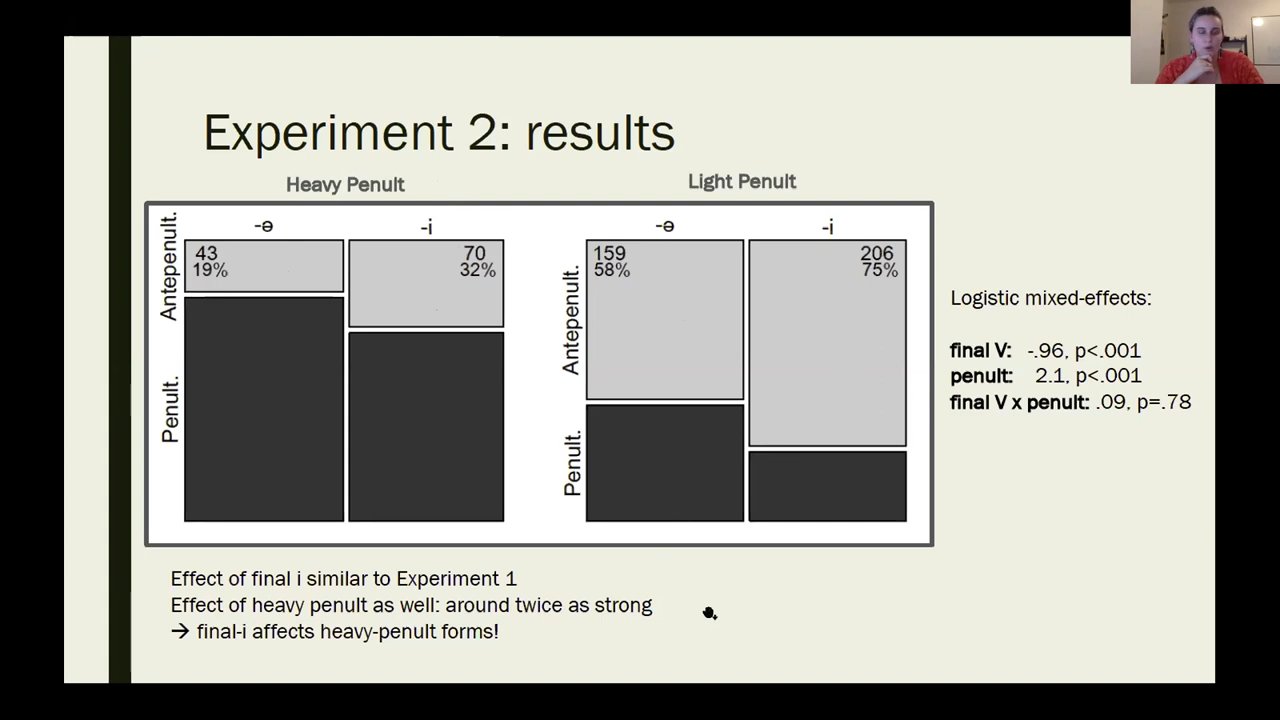 Experiment 2: results
Heavy Penult
Light Penult
-ə
-i
-ə
-i
Antepenult.
Penult.
43
19%
70
32%
Antepenult.
Penult.
159
58%
206
75%
Logistic mixed-effects:
final V: -.96, p<.001
penult: 2.1, p<.001
final V x penult: .09, p=.78
Effect of final i similar to Experiment 1
Effect of heavy penult as well: around twice as strong
→ final-i affects heavy-penult forms!